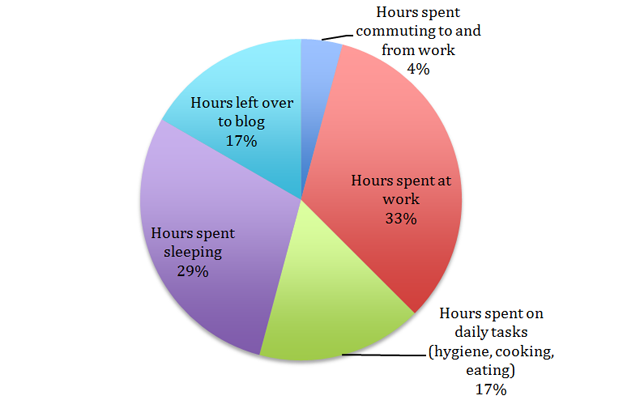 Hours spent
commuting to and
from work
4%
Hours left over
to blog
17%
Hours spent at
work
33%
Hours spent
sleeping
29%
Hours spent on
daily tasks
(hygiene, cooking,
eating)
17%